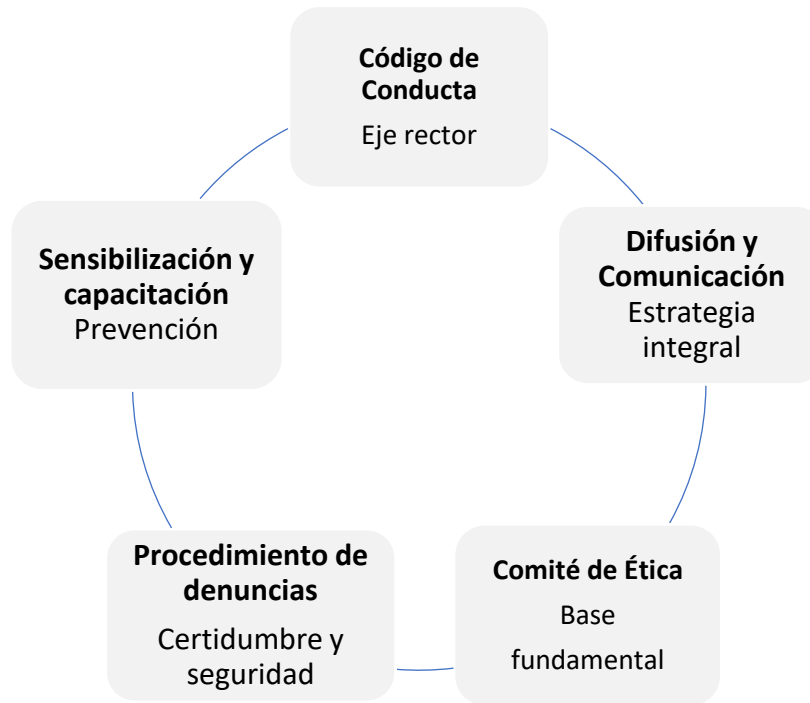 Código de
Conducta
Eje rector
Difusión y
Comunicación
Estrategia
integral
Comité de Ética
Base
fundamental
Procedimiento de
denuncias
Certidumbre y
seguridad
Sensibilización y
capacitación
Prevención